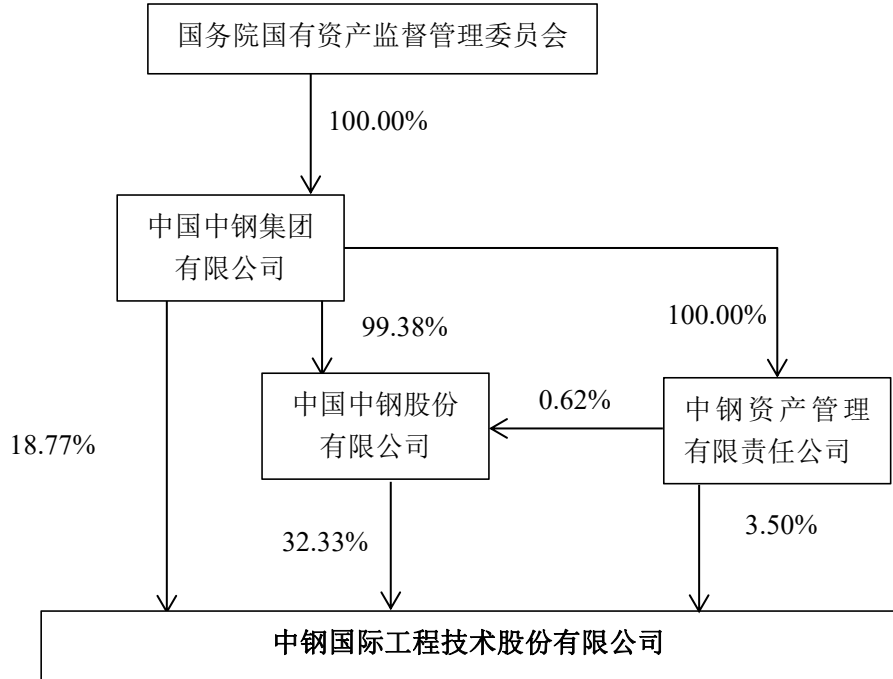 国务院国有资产监督管理委员会
100.00%
中国中钢集团
有限公司
99.38%
100.00%
中国中钢股份
有限公司
0.62%
中钢资产管理
有限责任公司
18.77%
32.33%
3.50%
中钢国际工程技术股份有限公司